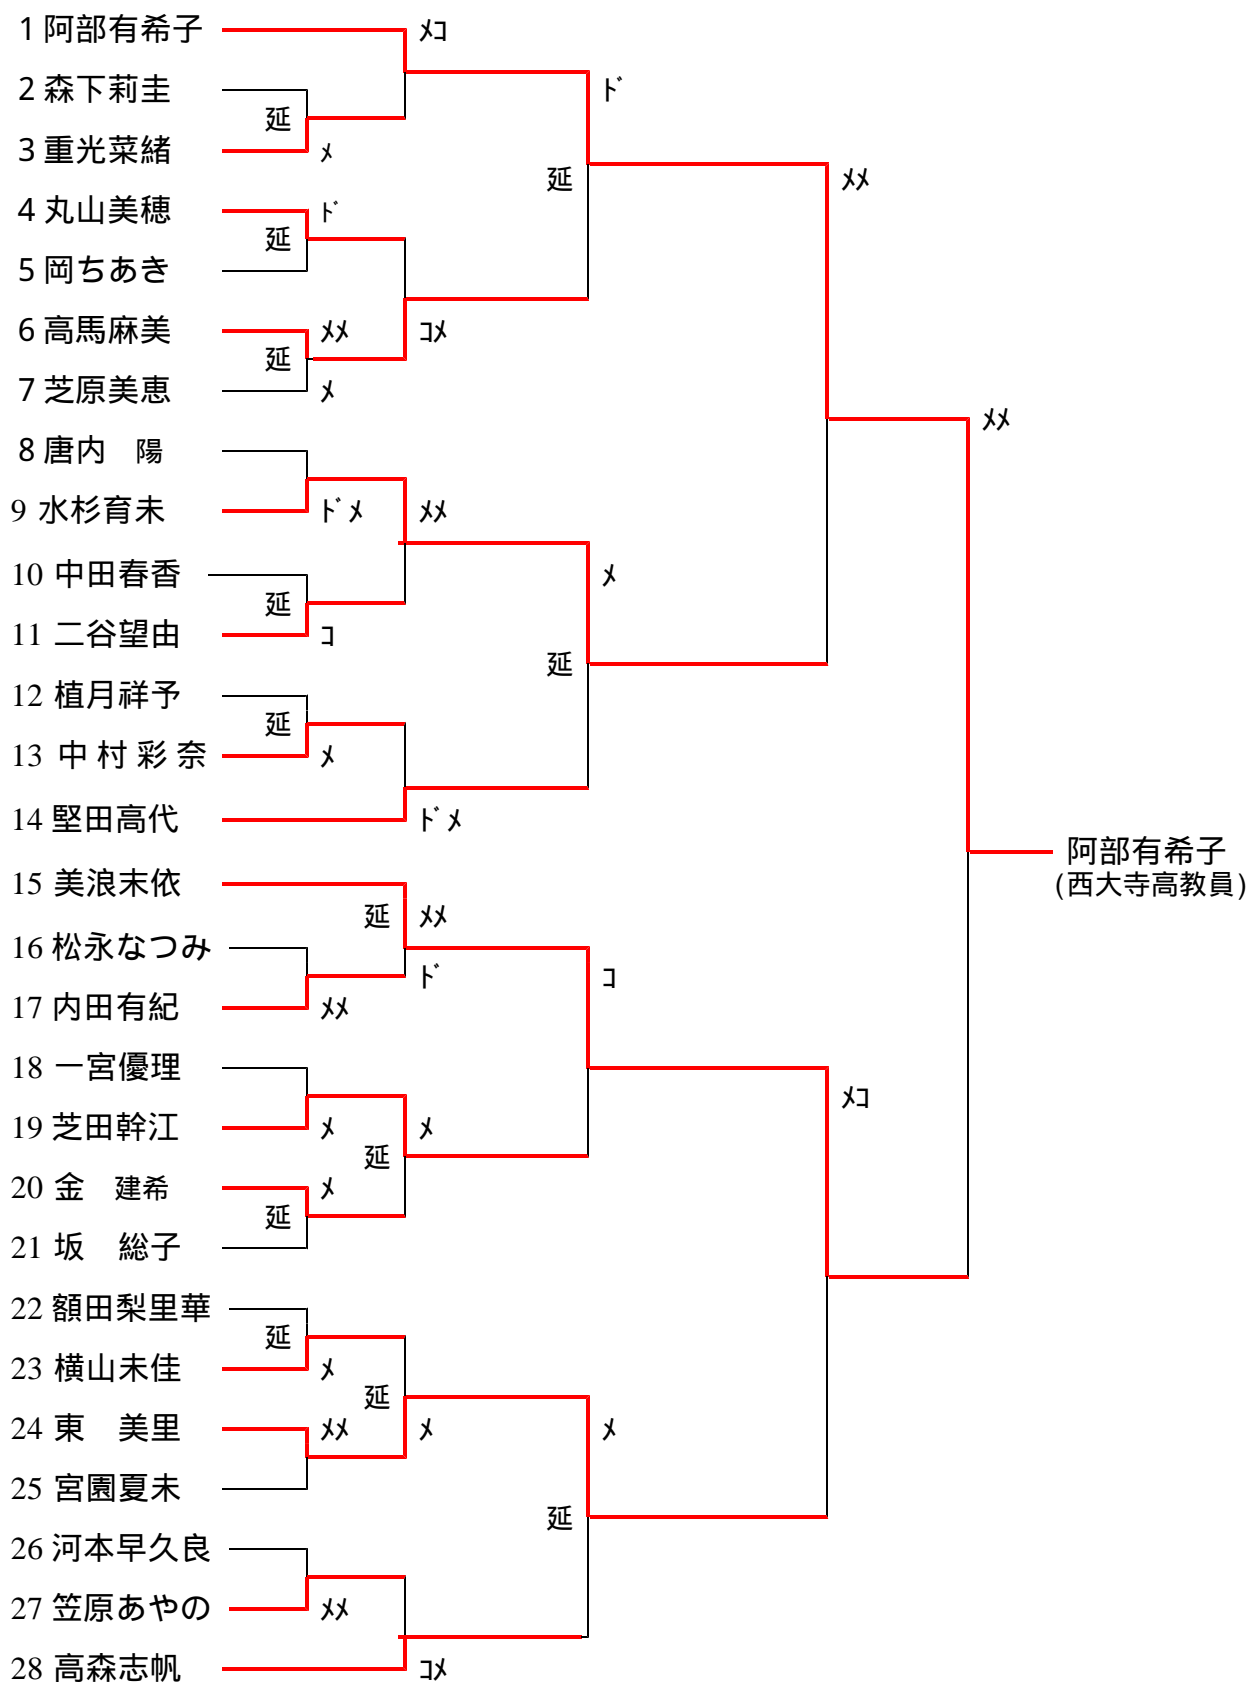 1 阿部有希子 ﾒｺ
2 森下莉圭 ド
延
3 重光菜緒 ﾒ
延 ﾒﾒ
4 丸山美穂 ド
延
5 岡ちあき
6 高馬麻美 ﾒﾒ ｺﾒ
延
7 芝原美恵 ﾒ
ﾒﾒ
8 唐内 陽
9 水杉育未 ドﾒ ﾒﾒ
10 中田春香 ﾒ
延
11 二谷望由 ｺ
延
12 植月祥予
延
13 中村彩奈 ﾒ
14 堅田高代 ドﾒ
阿部有希子
(西大寺高教員)
15 美浪末依
延 ﾒﾒ
16 松永なつみ
ド ｺ
17 内田有紀 ﾒﾒ
18 一宮優理
ﾒｺ
19 芝田幹江 ﾒ ﾒ
延
20 金 建希 ﾒ
延
21 坂 総子
22 額田梨里華
延
23 横山未佳 ﾒ
延
24 東 美里 ﾒﾒ ﾒ ﾒ
25 宮園夏未
延
26 河本早久良
27 笠原あやの ﾒﾒ
28 高森志帆 ｺﾒ